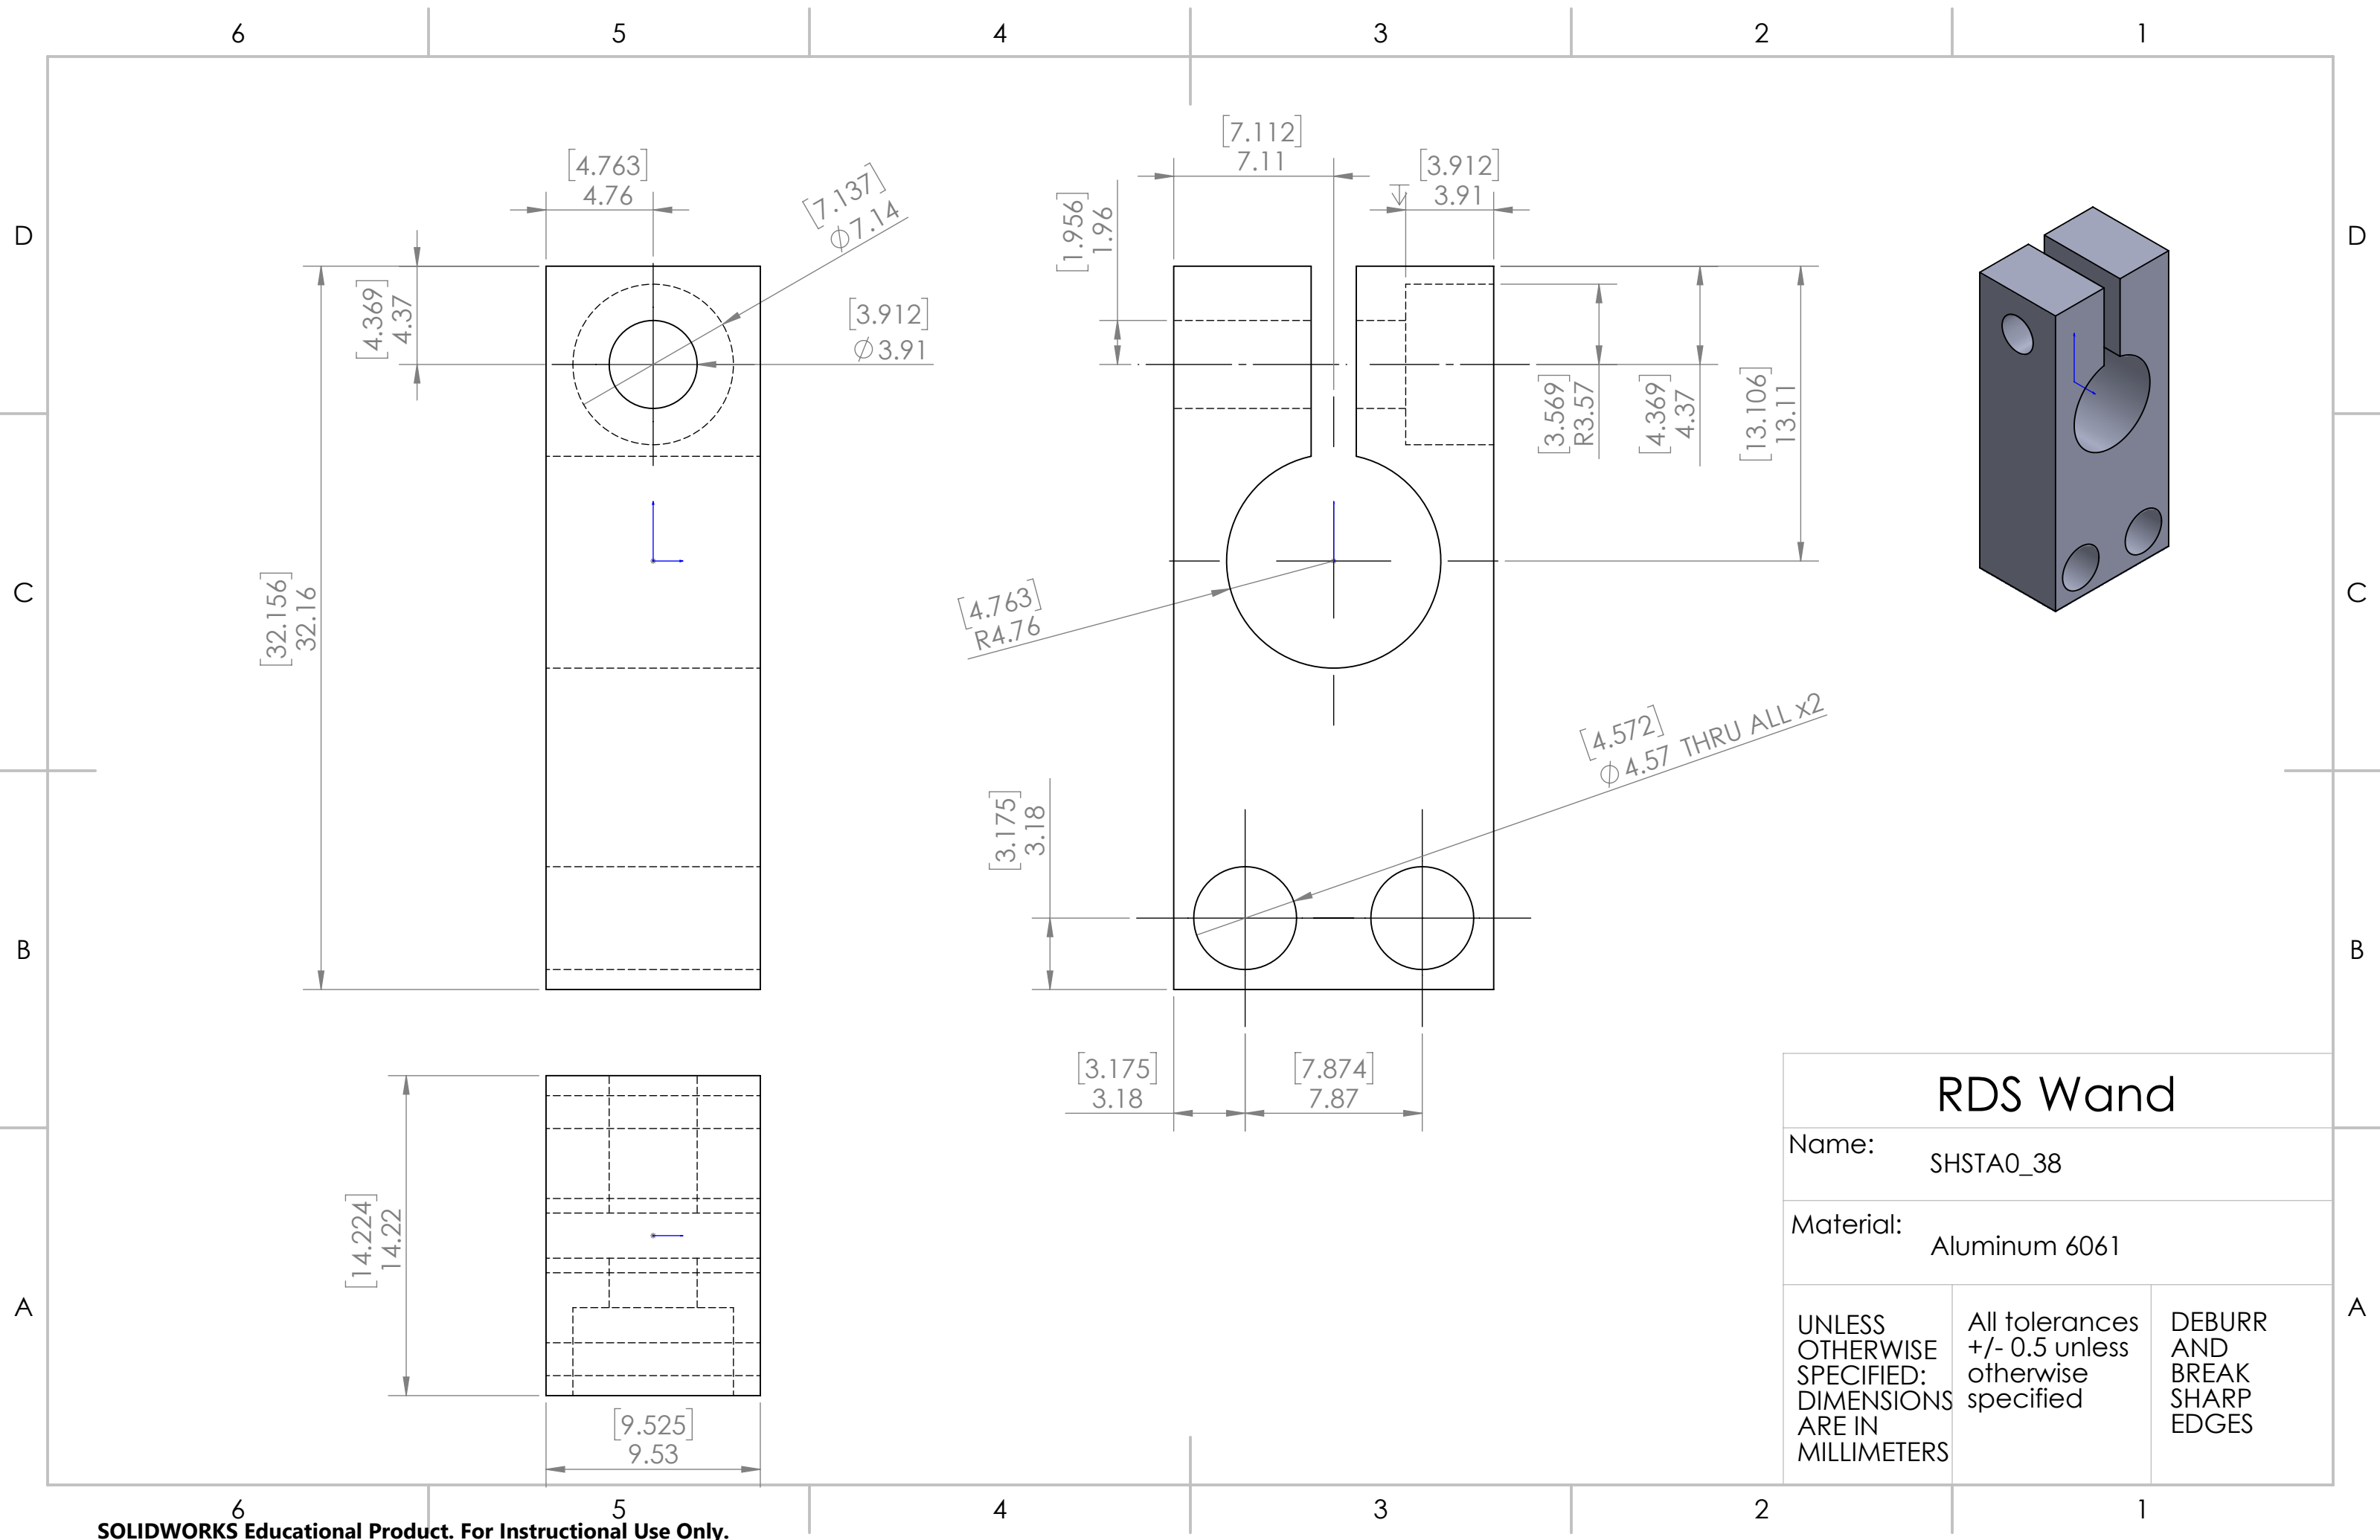 6 5 4 3 2 1
D D
C C
B B
A A
[4.763]
4.76
[7.137]
∅7.14
[4.369]
4.37
[3.912]
∅3.91
[32.156]
32.16
[7.112]
7.11
[3.912]
↧ 3.91
[1.956]
1.96
[3.569]
R3.57
[4.369]
4.37
[13.106]
13.11
[4.763]
R4.76
[4.572]
∅ 4.57 THRU ALL x2
[3.175]
3.18
[3.175]
3.18
[7.874]
7.87
[14.224]
14.22
[9.525]
9.53
RDS Wand
Name:
SHSTA0_38
Material:
Aluminum 6061
UNLESS
OTHERWISE
SPECIFIED:
DIMENSIONS
ARE IN
MILLIMETERS
All tolerances
+/- 0.5 unless
otherwise
specified
DEBURR
AND
BREAK
SHARP
EDGES
6 5 4 3 2 1
SOLIDWORKS Educational Product. For Instructional Use Only.